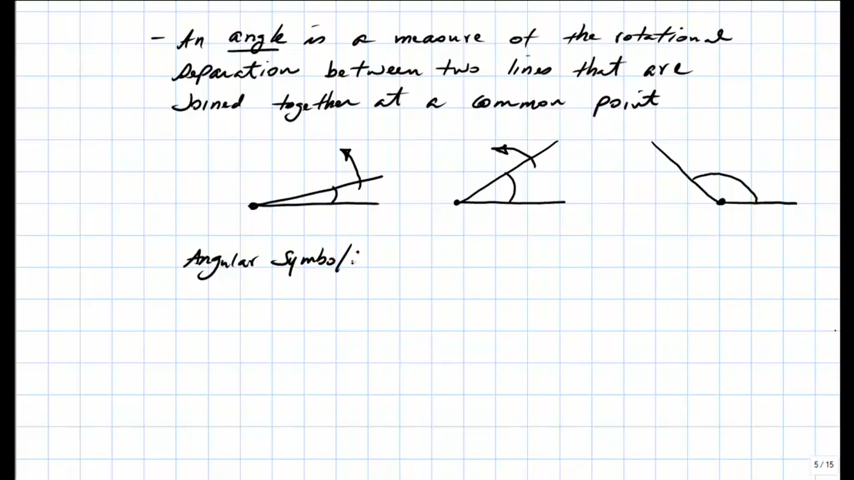 - An angle is a measure of the rotational
separation between two lines that are
joined together at a common point
Angular Symbol:
5 / 15